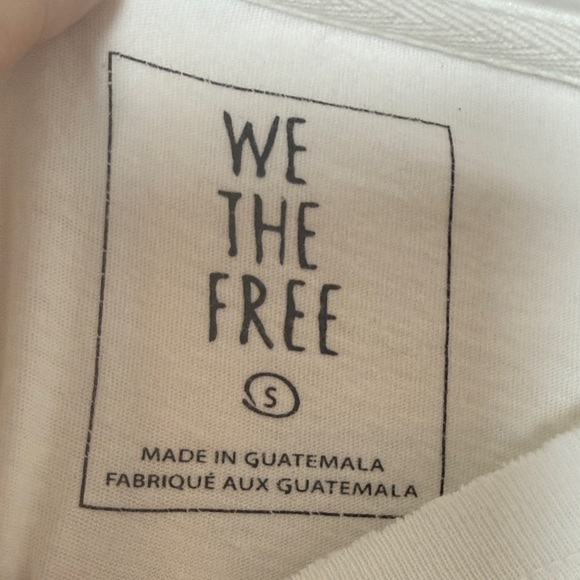 WE
THE
FREE
S
MADE IN GUATEMALA
FABRIQUÉ AUX GUATEMALA